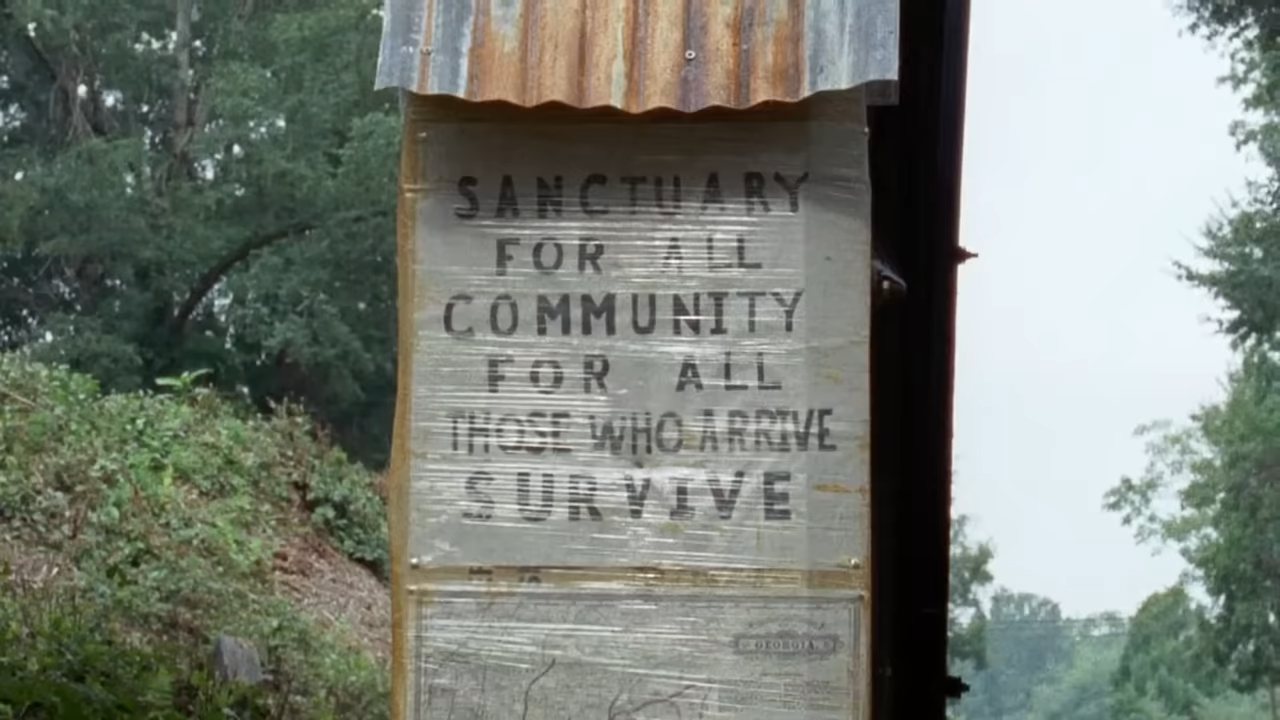 SANCTUARY
FOR ALL
COMMUNITY
FOR ALL
THOSE WHO ARRIVE
SURVIVE
GEORGIA